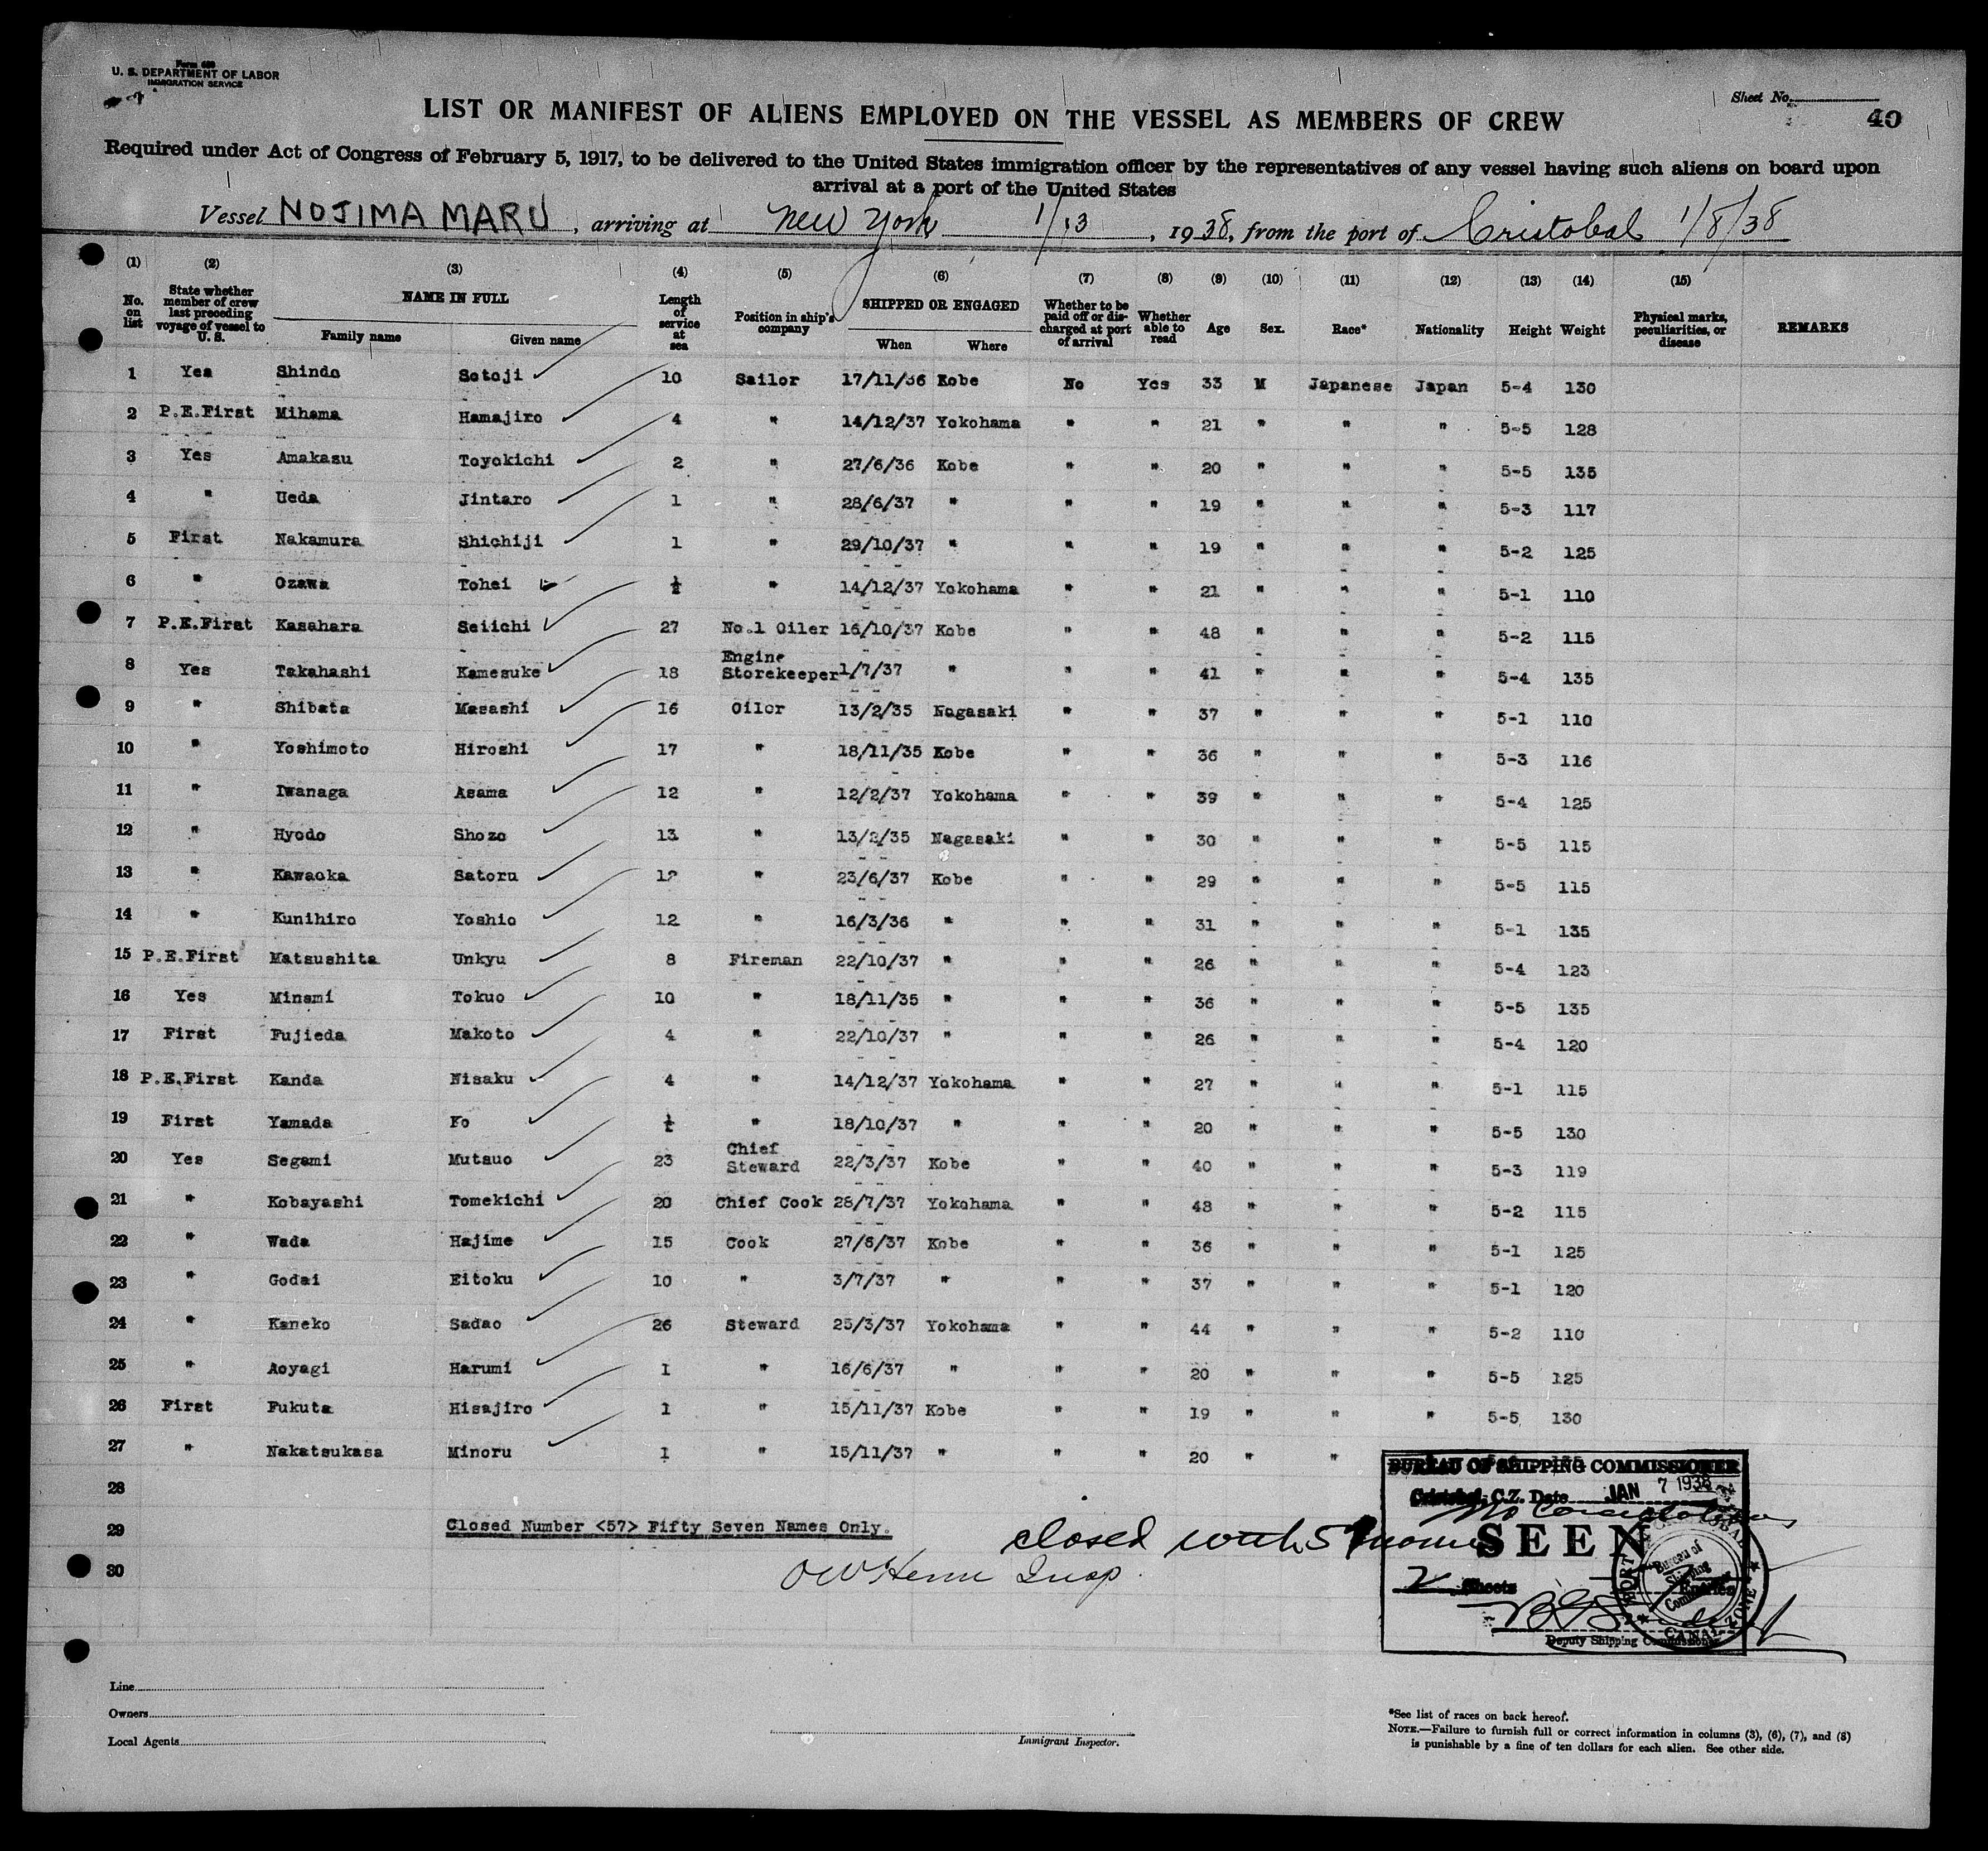 Form 689
U. S. DEPARTMENT OF LABOR
IMMIGRATION SERVICE
Sheet No.
40
LIST OR MANIFEST OF ALIENS EMPLOYED ON THE VESSEL AS MEMBERS OF CREW
Required under Act of Congress of February 5, 1917, to be delivered to the United States immigration officer by the representatives of any vessel having such aliens on board upon
arrival at a port of the United States
Vessel NOJIMA MARU, arriving at New York 1/13, 1938, from the port of Cristobal 1/8/38
(1) (2) (3) (4) (5) (6) (7) (8) (9) (10) (11) (12) (13) (14) (15)
No. on list State whether member of crew last preceding voyage of vessel to U. S. NAME IN FULL Family name Given name Length of service at sea Position in ship's company SHIPPED OR ENGAGED When Where Whether to be paid off or discharged at port of arrival Whether able to read Age Sex. Race* Nationality Height Weight Physical marks, peculiarities, or disease REMARKS
1 Yes Shindo Sotoji 10 Sailor 17/11/36 Kobe No Yes 33 M Japanese Japan 5-4 130
2 P.E.First Mihama Hamajiro 4 " 14/12/37 Yokohama " " 21 " " " 5-5 128
3 Yes Amakasu Toyokichi 2 " 27/6/36 Kobe " " 20 " " " 5-5 135
4 " Ueda Jintaro 1 " 28/6/37 " " " 19 " " " 5-3 117
5 First Nakamura Shichiji 1 " 29/10/37 " " " 19 " " " 5-2 125
6 " Ozawa Tohei ½ " 14/12/37 Yokohama " " 21 " " " 5-1 110
7 P.E.First Kasahara Seiichi 27 No.1 Oiler 16/10/37 Kobe " " 48 " " " 5-2 115
8 Yes Takahashi Kamesuke 18 Engine Storekeeper 1/7/37 " " " 41 " " " 5-4 135
9 " Shibata Masashi 16 Oiler 13/2/35 Nagasaki " " 37 " " " 5-1 110
10 " Yoshimoto Hiroshi 17 " 18/11/35 Kobe " " 36 " " " 5-3 116
11 " Iwanaga Asama 12 " 12/2/37 Yokohama " " 39 " " " 5-4 125
12 " Hyodo Shozo 13 " 13/2/35 Nagasaki " " 30 " " " 5-5 115
13 " Kawaoka Satoru 12 " 23/6/37 Kobe " " 29 " " " 5-5 115
14 " Kunihiro Yoshio 12 " 16/3/36 " " " 31 " " " 5-1 135
15 P.E.First Matsushita Unkyu 8 Fireman 22/10/37 " " " 26 " " " 5-4 123
16 Yes Minami Tokuo 10 " 18/11/35 " " " 36 " " " 5-5 135
17 First Fujieda Makoto 4 " 22/10/37 " " " 26 " " " 5-4 120
18 P.E.First Kanda Nisaku 4 " 14/12/37 Yokohama " " 27 " " " 5-1 115
19 First Yamada Ko ½ " 18/10/37 " " " 20 " " " 5-5 130
20 Yes Segami Mutsuo 23 Chief Steward 22/3/37 Kobe " " 40 " " " 5-3 119
21 " Kobayashi Tomekichi 20 Chief Cook 28/7/37 Yokohama " " 48 " " " 5-2 115
22 " Wada Hajime 15 Cook 27/6/37 Kobe " " 36 " " " 5-1 125
23 " Godai Eitoku 10 " 3/7/37 " " " 37 " " " 5-1 120
24 " Kaneko Sadao 26 Steward 25/3/37 Yokohama " " 44 " " " 5-2 110
25 " Aoyagi Harumi 1 " 16/6/37 " " " 20 " " " 5-5 125
26 First Fukuta Hisajiro 1 " 15/11/37 Kobe " " 19 " " " 5-5 130
27 " Nakatsukasa Minoru 1 " 15/11/37 " " " 20 " "
28
29 Closed Number <57> Fifty Seven Names Only.
30
closed with 57 names
Insp.
BUREAU OF SHIPPING COMMISSIONER
Cristobal, C.Z. Date JAN 7 1938
SEEN
2 Sheets
Deputy Shipping Commissioner
PORT OF CRISTOBAL
Bureau of Shipping Commissioner
CANAL ZONE
Line
Owners
Local Agents
Immigrant Inspector.
*See list of races on back hereof.
NOTE.—Failure to furnish full or correct information in columns (3), (6), (7), and (8)
is punishable by a fine of ten dollars for each alien. See other side.